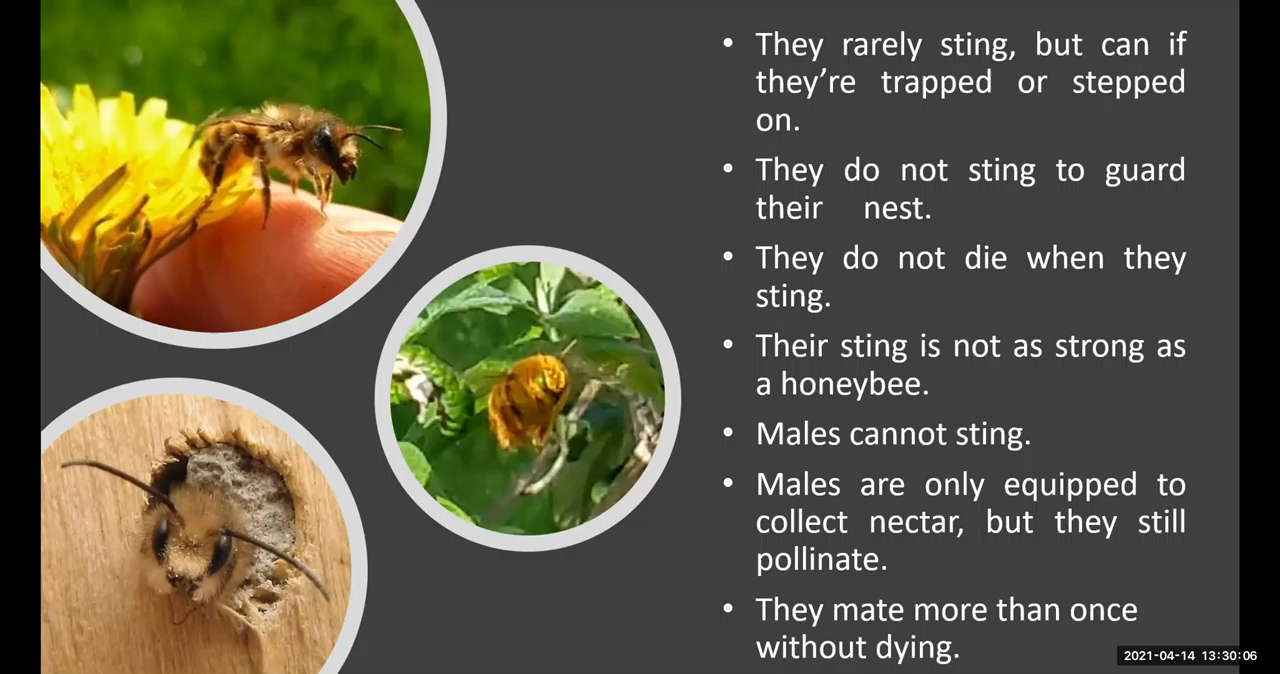 • They rarely sting, but can if
they’re trapped or stepped
on.
• They do not sting to guard
their nest.
• They do not die when they
sting.
• Their sting is not as strong as
a honeybee.
• Males cannot sting.
• Males are only equipped to
collect nectar, but they still
pollinate.
• They mate more than once
without dying.
2021-04-14 13:30:06